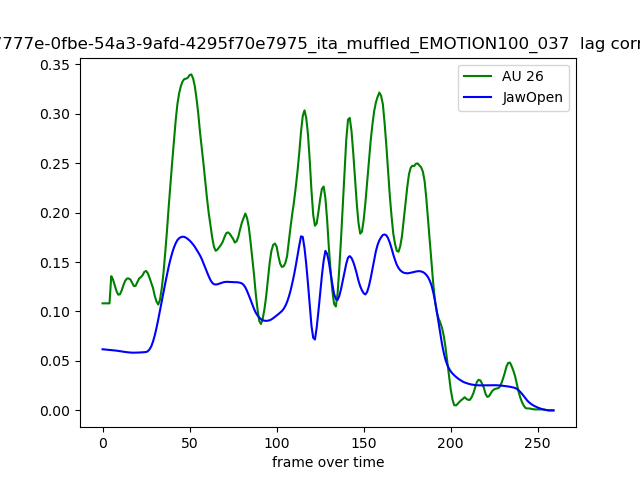 7777e-0fbe-54a3-9afd-4295f70e7975_ita_muffled_EMOTION100_037 lag corr
0.35
0.30
0.25
0.20
0.15
0.10
0.05
0.00
AU 26
JawOpen
0 50 100 150 200 250
frame over time